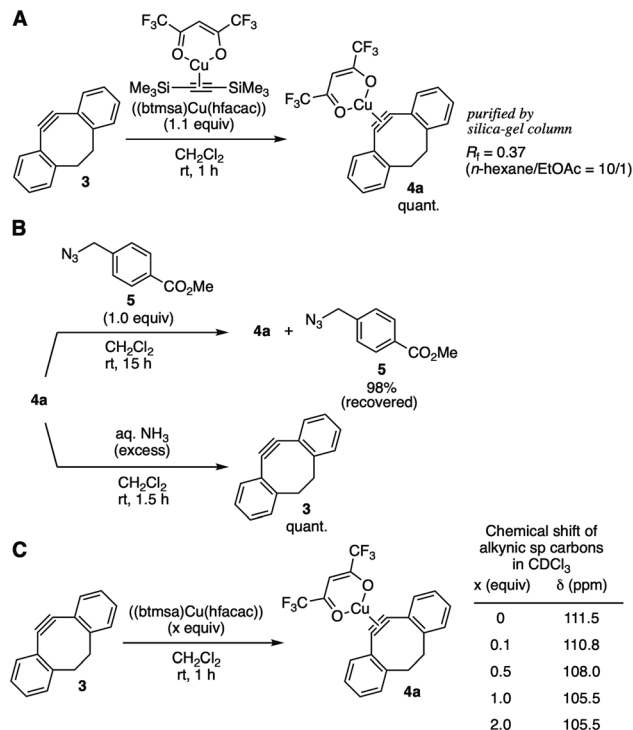 A
F₃C CF₃
O O
Cu
Me₃Si SiMe₃
((btmsa)Cu(hfacac))
(1.1 equiv)
CH₂Cl₂
rt, 1 h
3
CF₃
O
F₃C O Cu
4a
quant.
purified by
silica-gel column
Rf = 0.37
(n-hexane/EtOAc = 10/1)
B
N₃
CO₂Me
5
(1.0 equiv)
CH₂Cl₂
rt, 15 h
4a + N₃
CO₂Me
5
98%
(recovered)
4a
aq. NH₃
(excess)
CH₂Cl₂
rt, 1.5 h
3
quant.
C
3
((btmsa)Cu(hfacac))
(x equiv)
CH₂Cl₂
rt, 1 h
CF₃
O
F₃C O Cu
4a
Chemical shift of
alkynic sp carbons
in CDCl₃
x (equiv) δ (ppm)
0 111.5
0.1 110.8
0.5 108.0
1.0 105.5
2.0 105.5